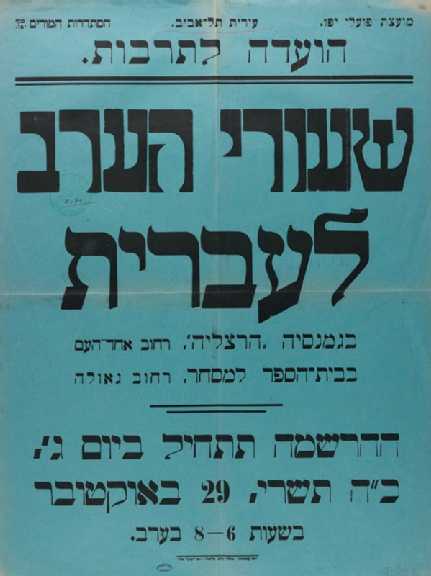 מועצת פועלי יפו. עירית תל־אביב. הסתדרות המורים
הועדה לתרבות.
שעורי הערב
לעברית
בגמנסיה „הרצליה”, רחוב אחד־העם
בבית־הספר למסחר, רחוב גאולה
ההרשמה תתחיל ביום ג׳,
כ״ה תשרי, 29 באוקטובר
בשעות 6–8 בערב.